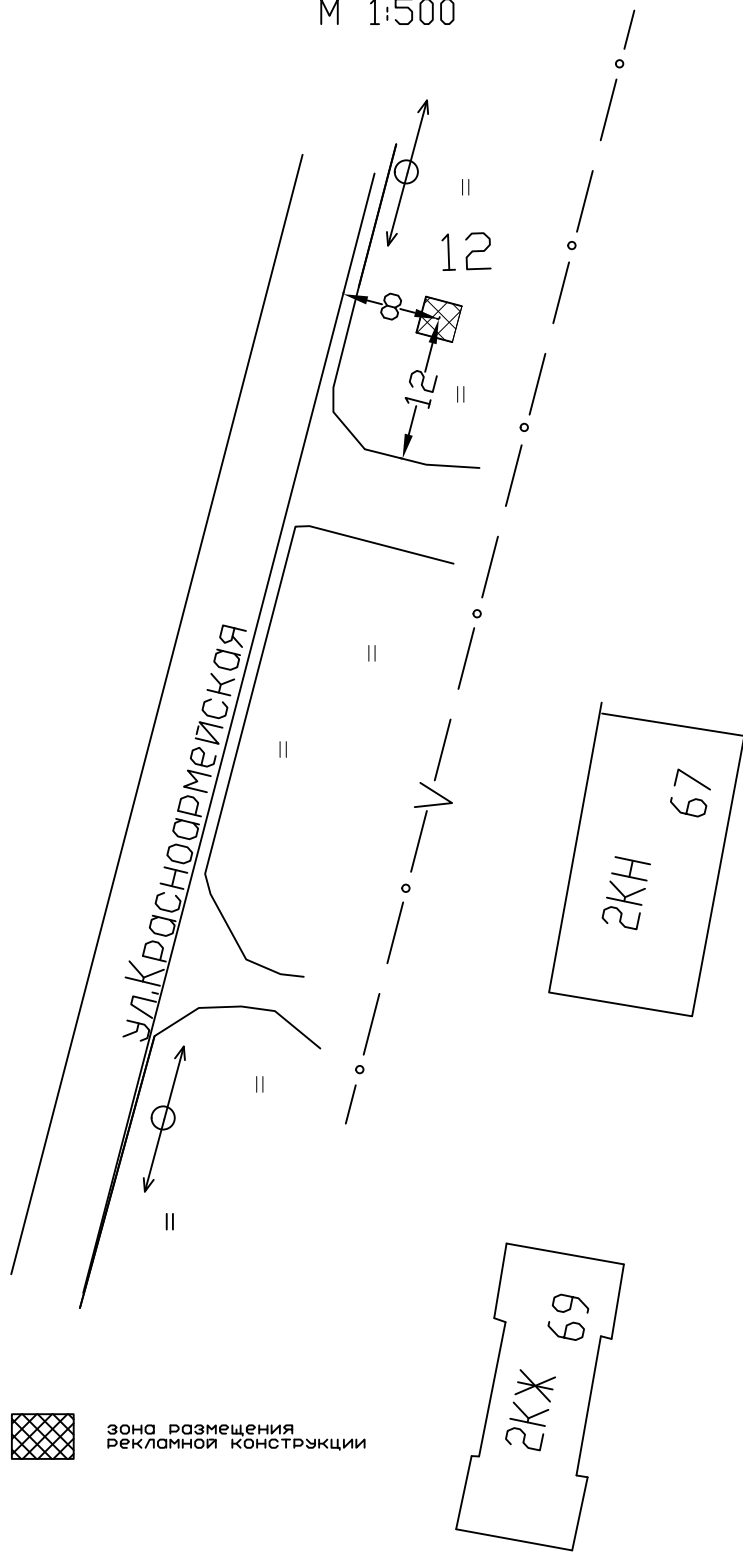 М 1:500
12
8
12
ул.Красноармейская
67
2КН
69
2КЖ
зона размещения
рекламной конструкции